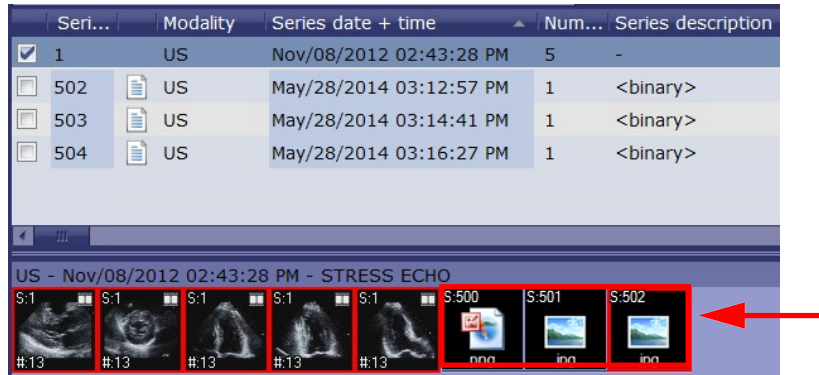 Seri... Modality Series date + time Num... Series description
1 US Nov/08/2012 02:43:28 PM 5 -
502 US May/28/2014 03:12:57 PM 1 <binary>
503 US May/28/2014 03:14:41 PM 1 <binary>
504 US May/28/2014 03:16:27 PM 1 <binary>
US - Nov/08/2012 02:43:28 PM - STRESS ECHO
S:1 S:1 S:1 S:1 S:1 S:500 S:501 S:502
#:13 #:13 #:13 #:13 #:13 png jpg jpg